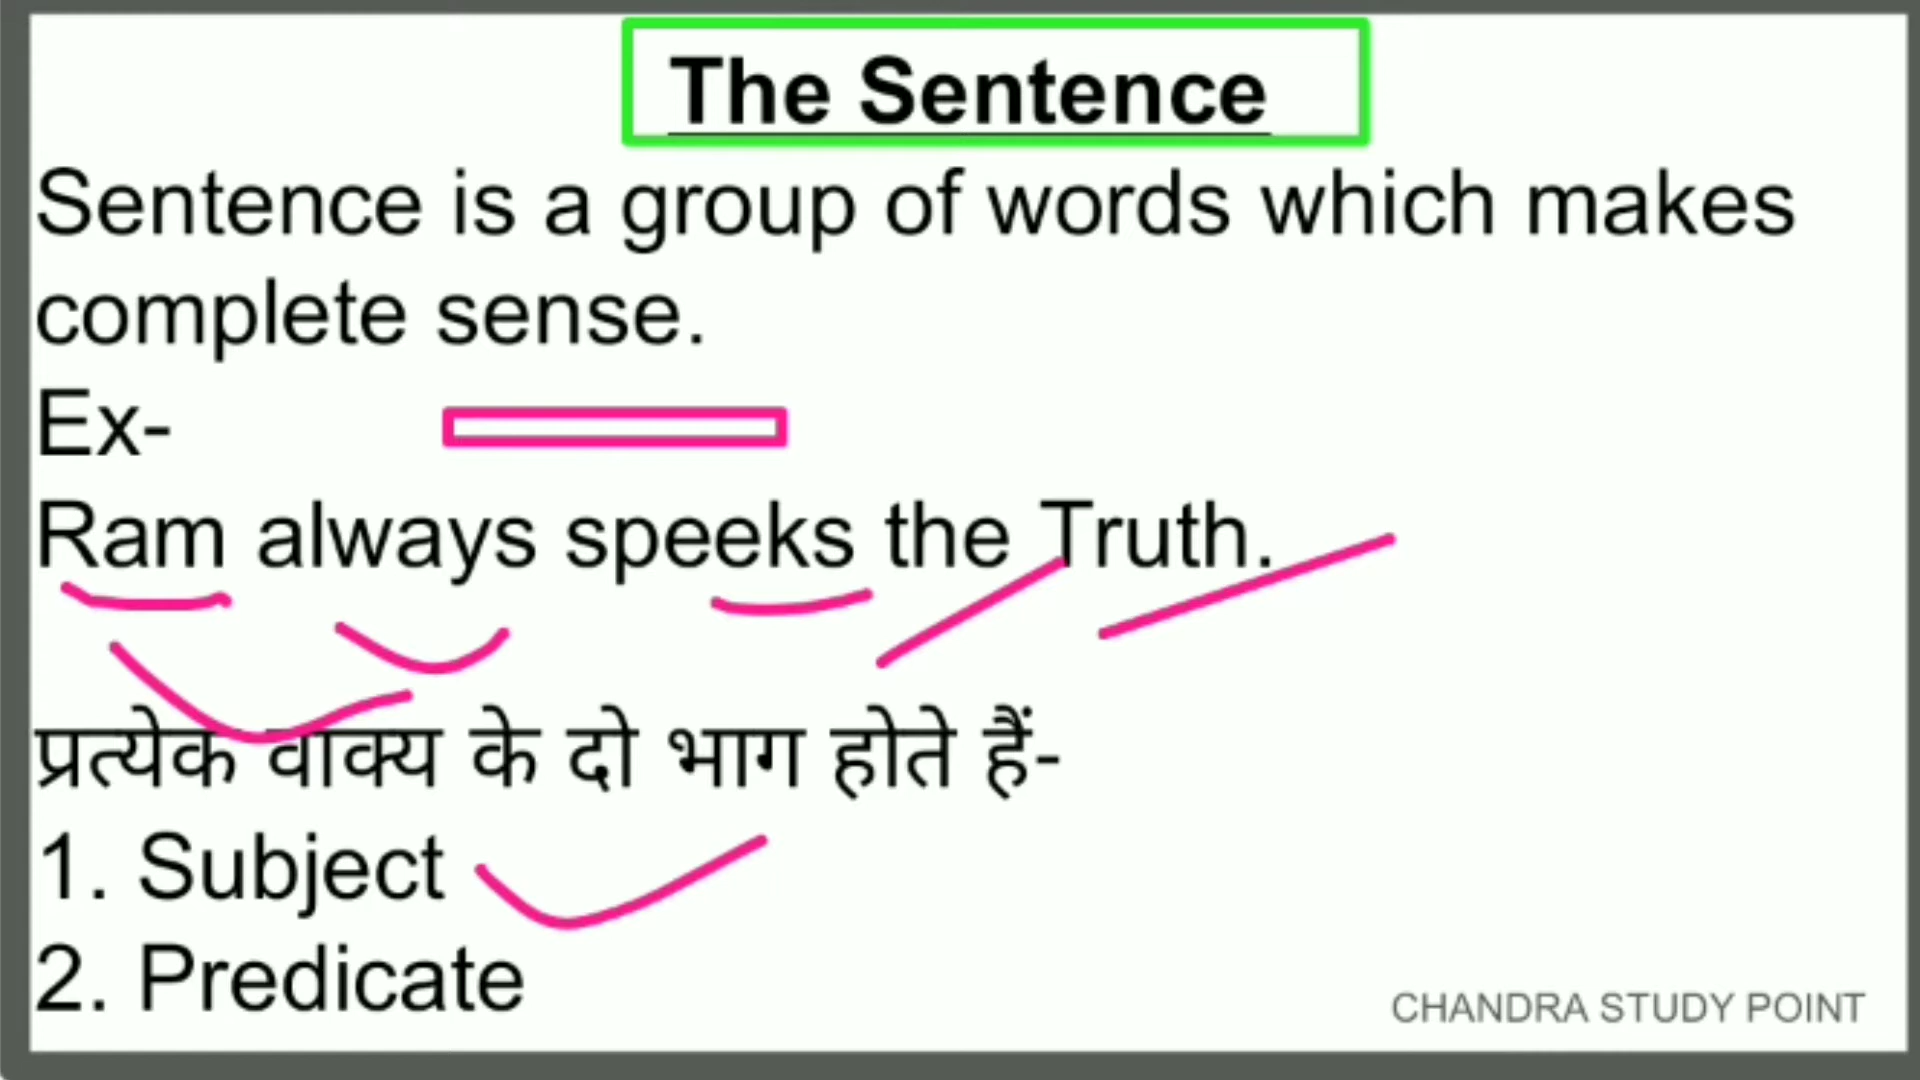 The Sentence
Sentence is a group of words which makes
complete sense.
Ex-
Ram always speeks the Truth.
प्रत्येक वाक्य के दो भाग होते हैं-
1. Subject
2. Predicate
CHANDRA STUDY POINT